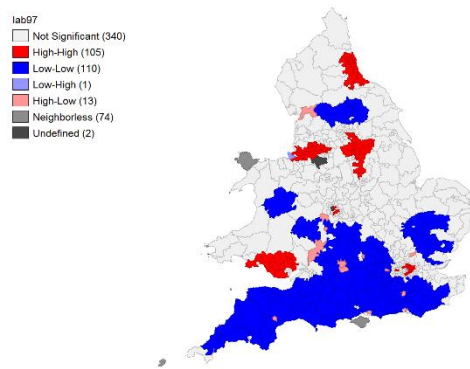 lab97
Not Significant (340)
High-High (105)
Low-Low (110)
Low-High (1)
High-Low (13)
Neighborless (74)
Undefined (2)